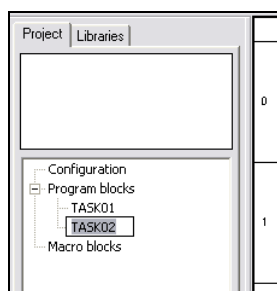 Project Libraries
0
Configuration
Program blocks
TASK01
TASK02
1
Macro blocks